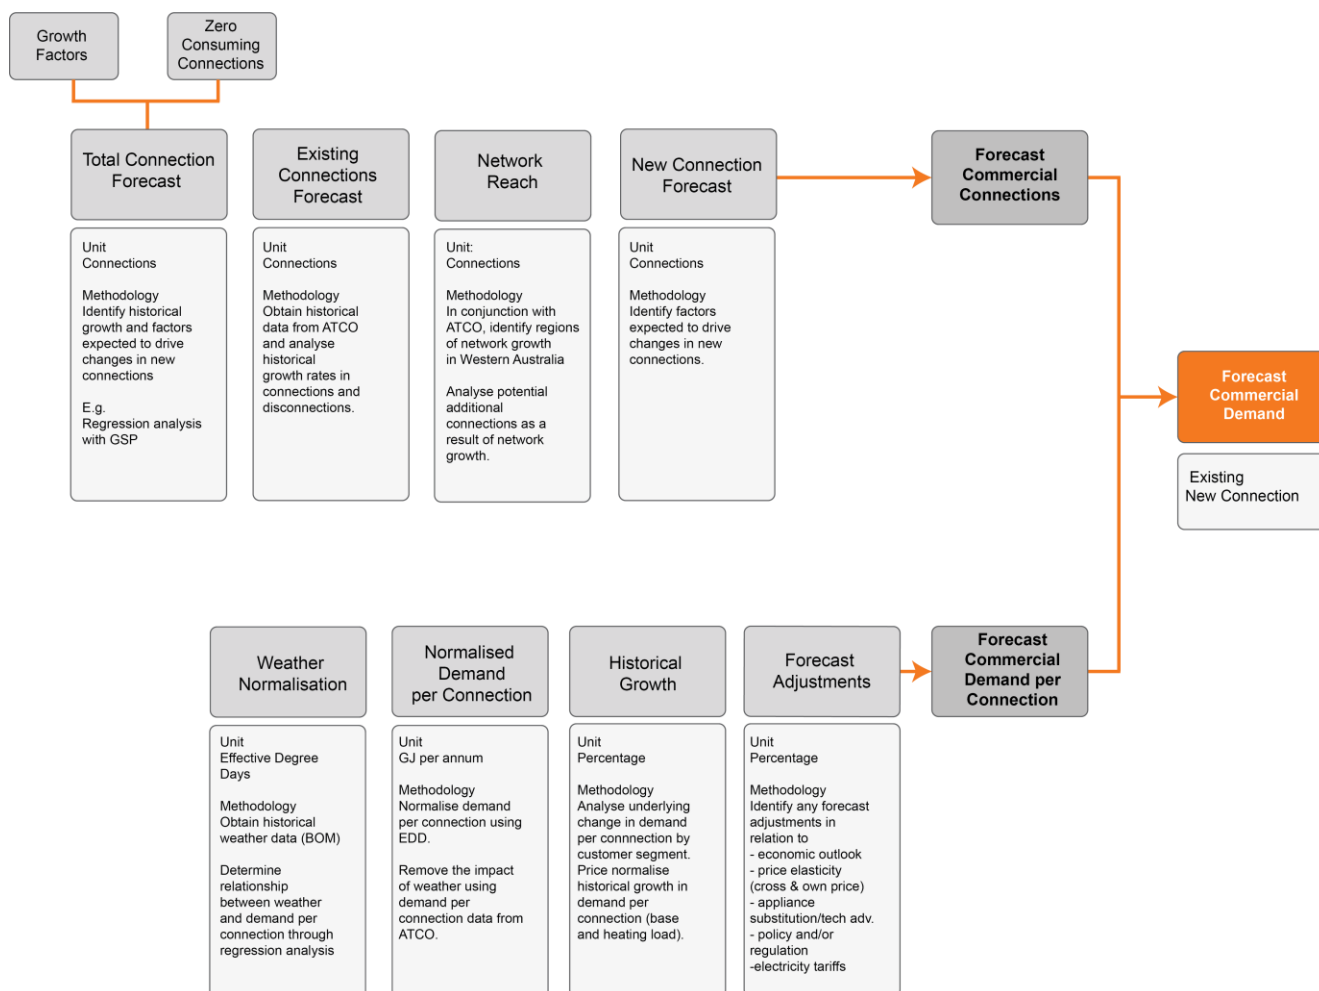 Growth
Factors
Zero
Consuming
Connections
Total Connection
Forecast
Existing
Connections
Forecast
Network
Reach
New Connection
Forecast
Forecast
Commercial
Connections
Unit
Connections
Methodology
Identify historical
growth and factors
expected to drive
changes in new
connections
E.g.
Regression analysis
with GSP
Unit
Connections
Methodology
Obtain historical
data from ATCO
and analyse
historical
growth rates in
connections and
disconnections.
Unit:
Connections
Methodology
In conjunction with
ATCO, identify regions
of network growth
in Western Australia
Analyse potential
additional
connections as a
result of network
growth.
Unit
Connections
Methodology
Identify factors
expected to drive
changes in new
connections.
Forecast
Commercial
Demand
Existing
New Connection
Weather
Normalisation
Normalised
Demand
per Connection
Historical
Growth
Forecast
Adjustments
Forecast
Commercial
Demand per
Connection
Unit
Effective Degree
Days
Methodology
Obtain historical
weather data (BOM)
Determine
relationship
between weather
and demand per
connection through
regression analysis
Unit
GJ per annum
Methodology
Normalise demand
per connection using
EDD.
Remove the impact
of weather using
demand per
connection data from
ATCO.
Unit
Percentage
Methodology
Analyse underlying
change in demand
per connnection by
customer segment.
Price normalise
historical growth in
demand per
connection (base
and heating load).
Unit
Percentage
Methodology
Identify any forecast
adjustments in
relation to
- economic outlook
- price elasticity
(cross & own price)
- appliance
substitution/tech adv.
- policy and/or
regulation
-electricity tariffs